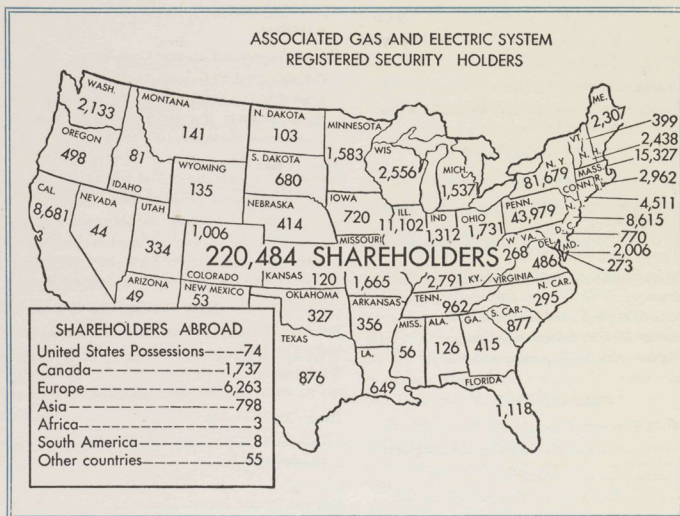 ASSOCIATED GAS AND ELECTRIC SYSTEM
REGISTERED SECURITY HOLDERS
WASH.
2,133
OREGON
498
CAL
8,681
NEVADA
44
IDAHO
81
MONTANA
141
WYOMING
135
UTAH
334
1,006
COLORADO
ARIZONA
49
NEW MEXICO
53
N. DAKOTA
103
S. DAKOTA
680
NEBRASKA
414
KANSAS 120
OKLAHOMA
327
TEXAS
876
MINNESOTA
1,583
IOWA
720
MISSOURI
1,665
ARKANSAS
356
LA.
649
WIS
2,556
ILL.
11,102
MICH.
1,537
IND
1,312
OHIO
1,731
2,791 KY.
TENN.
962
MISS.
56
ALA.
126
GA.
415
FLORIDA
1,118
S. CAR.
877
N. CAR.
295
VIRGINIA
486
W VA.
268
PENN.
43,979
N. Y
81,679
ME.
2,307
VT.
N. H.
MASS.
CONN.
R.
N. J.
D. C.
DEL.
MD.
399
2,438
15,327
2,962
4,511
8,615
770
2,006
273
220,484 SHAREHOLDERS
SHAREHOLDERS ABROAD
United States Possessions----74
Canada--------------1,737
Europe--------------6,263
Asia----------------798
Africa----------------3
South America----------8
Other countries---------55